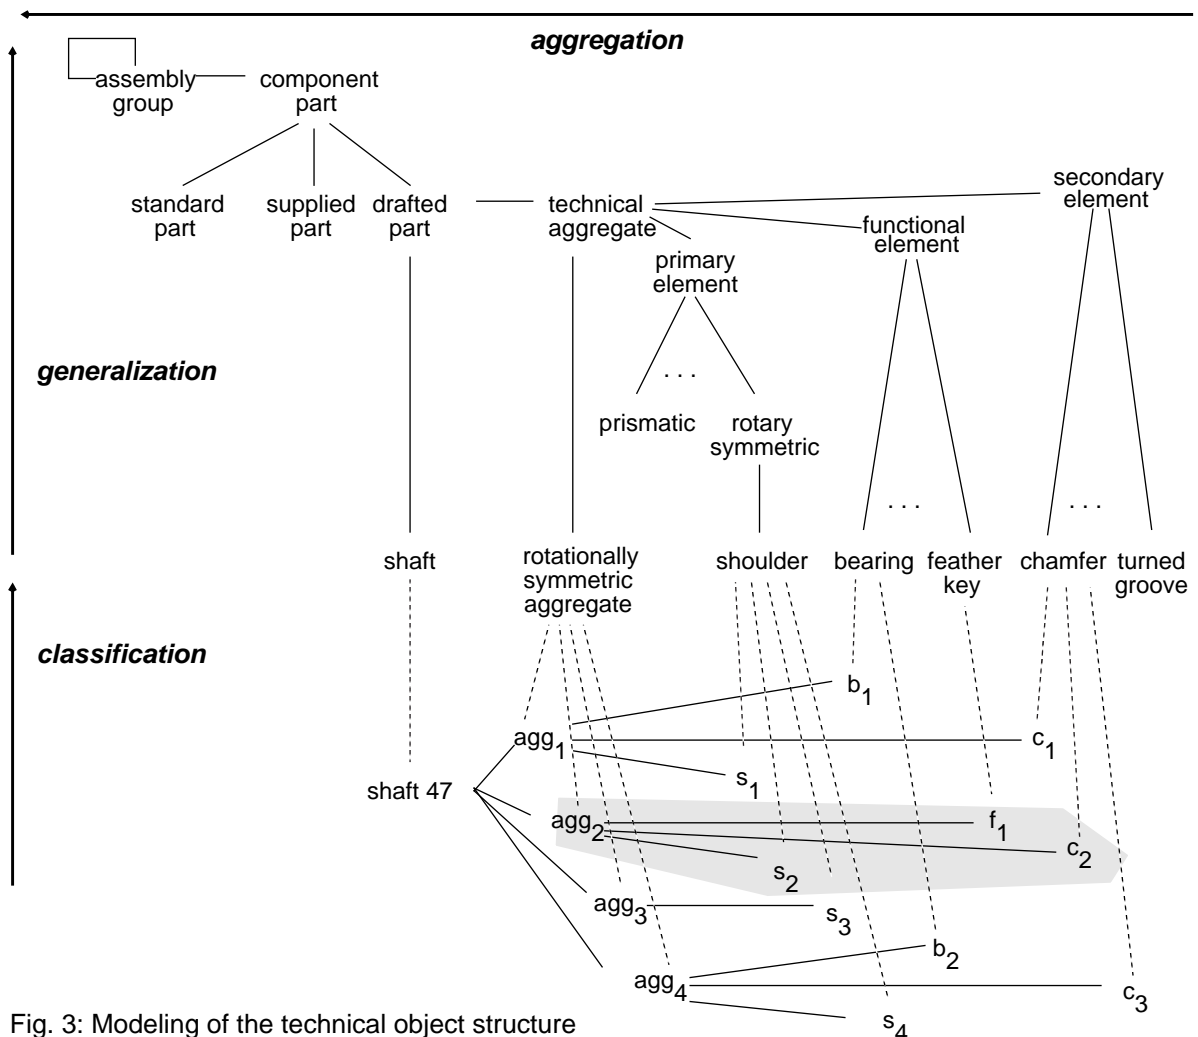 aggregation
assembly
group
component
part
standard
part
supplied
part
drafted
part
technical
aggregate
secondary
element
functional
element
primary
element
generalization
. . .
prismatic
rotary
symmetric
. . .
. . .
shaft
rotationally
symmetric
aggregate
shoulder
bearing
feather
key
chamfer
turned
groove
classification
b1
agg1
c1
s1
shaft 47
agg2
f1
c2
s2
agg3
s3
b2
agg4
c3
s4
Fig. 3: Modeling of the technical object structure